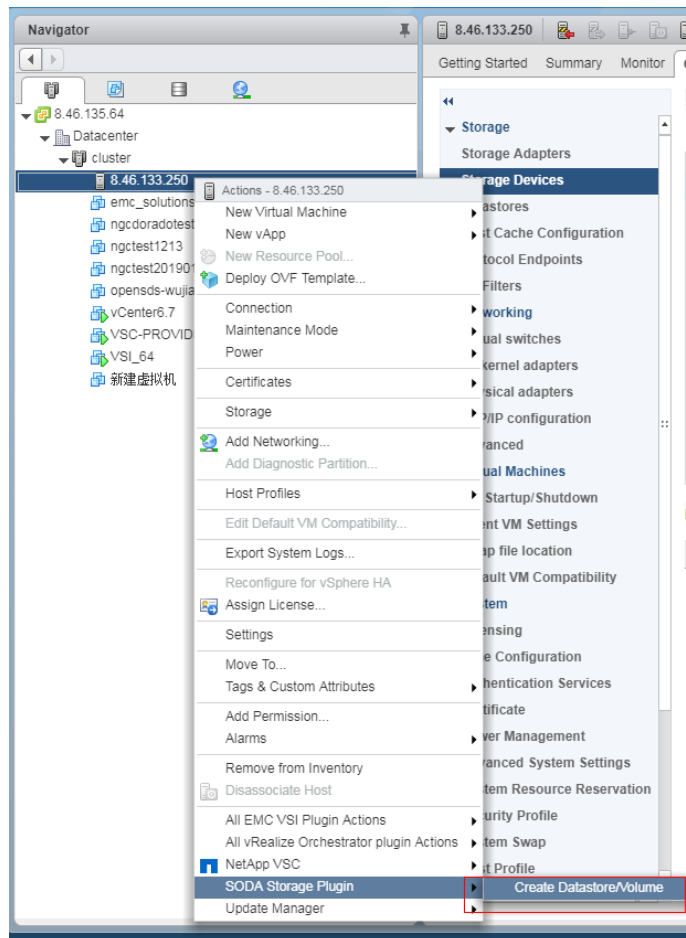 Navigator
8.46.135.64
Datacenter
cluster
8.46.133.250
emc_solutions
ngcdoradotest
ngctest1213
ngctest20190
opensds-wujia
vCenter6.7
VSC-PROVID
VSI_64
新建虚拟机
Actions - 8.46.133.250
New Virtual Machine
New vApp
New Resource Pool...
Deploy OVF Template...
Connection
Maintenance Mode
Power
Certificates
Storage
Add Networking...
Add Diagnostic Partition...
Host Profiles
Edit Default VM Compatibility...
Export System Logs...
Reconfigure for vSphere HA
Assign License...
Settings
Move To...
Tags & Custom Attributes
Add Permission...
Alarms
Remove from Inventory
Disassociate Host
All EMC VSI Plugin Actions
All vRealize Orchestrator plugin Actions
NetApp VSC
SODA Storage Plugin
Update Manager
Create Datastore/Volume
8.46.133.250
Getting Started Summary Monitor
Storage
Storage Adapters
Storage Devices
astores
st Cache Configuration
tocol Endpoints
Filters
working
ual switches
kernel adapters
sical adapters
P/IP configuration
anced
ual Machines
Startup/Shutdown
ent VM Settings
ap file location
ault VM Compatibility
tem
ensing
e Configuration
hentication Services
tificate
wer Management
anced System Settings
tem Resource Reservation
urity Profile
tem Swap
st Profile